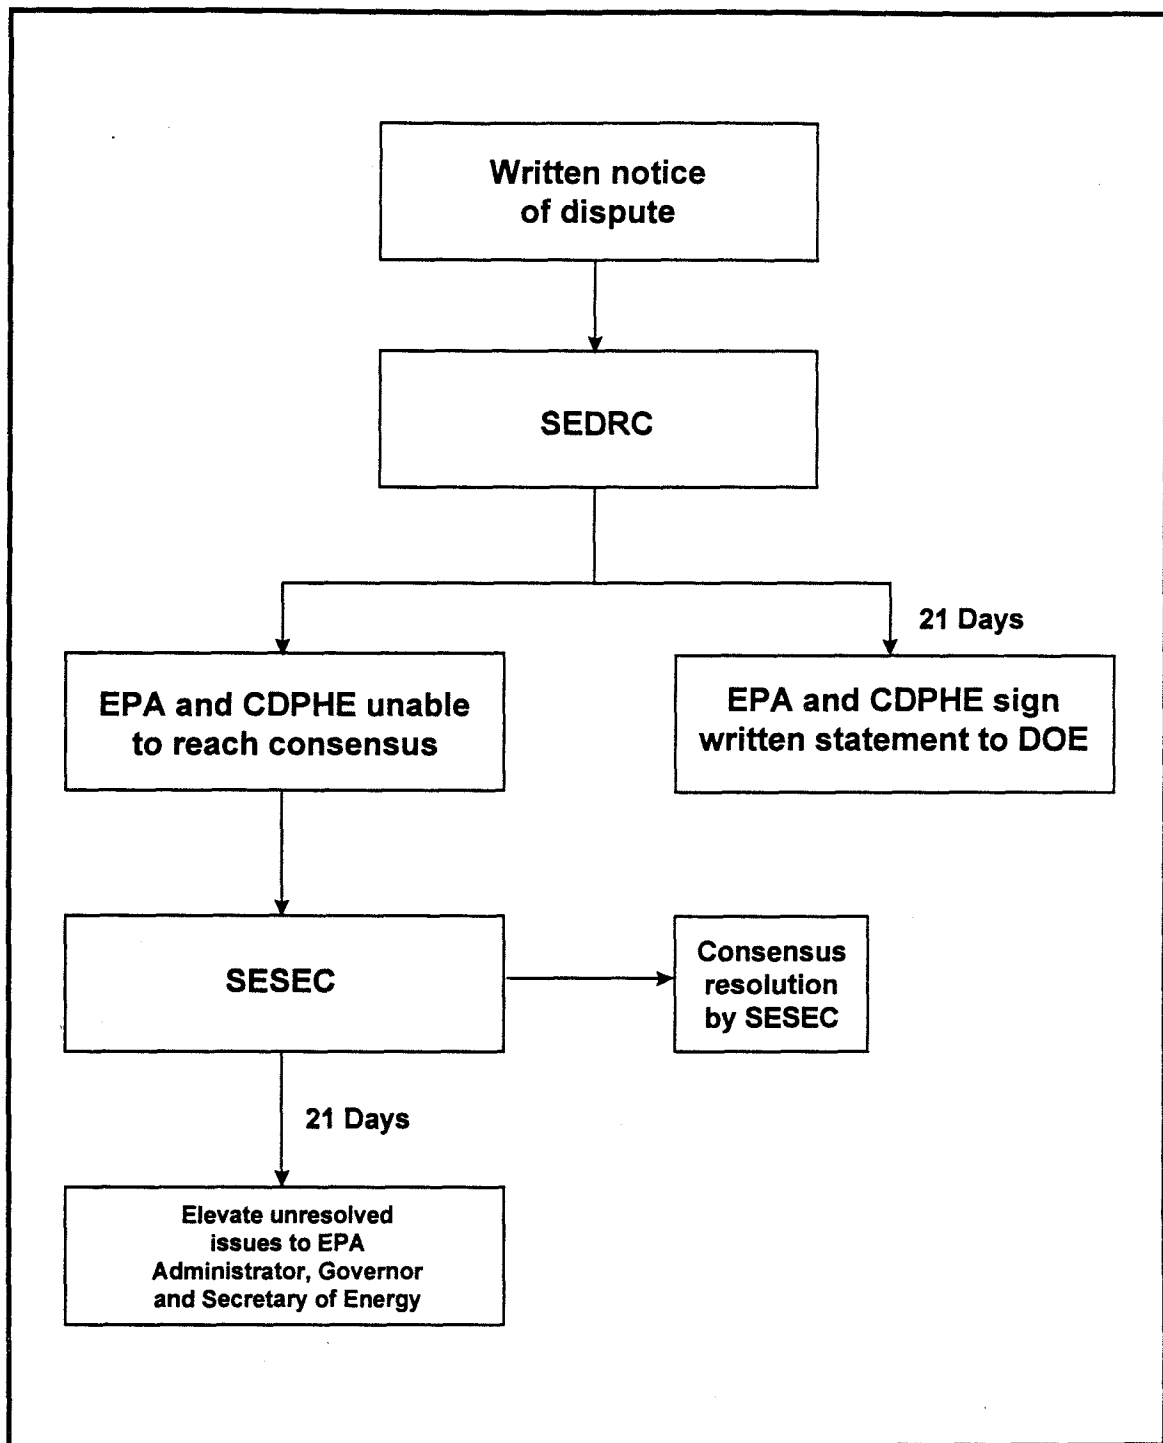 Written notice
of dispute
SEDRC
21 Days
EPA and CDPHE unable
to reach consensus
EPA and CDPHE sign
written statement to DOE
SESEC
Consensus
resolution
by SESEC
21 Days
Elevate unresolved
issues to EPA
Administrator, Governor
and Secretary of Energy